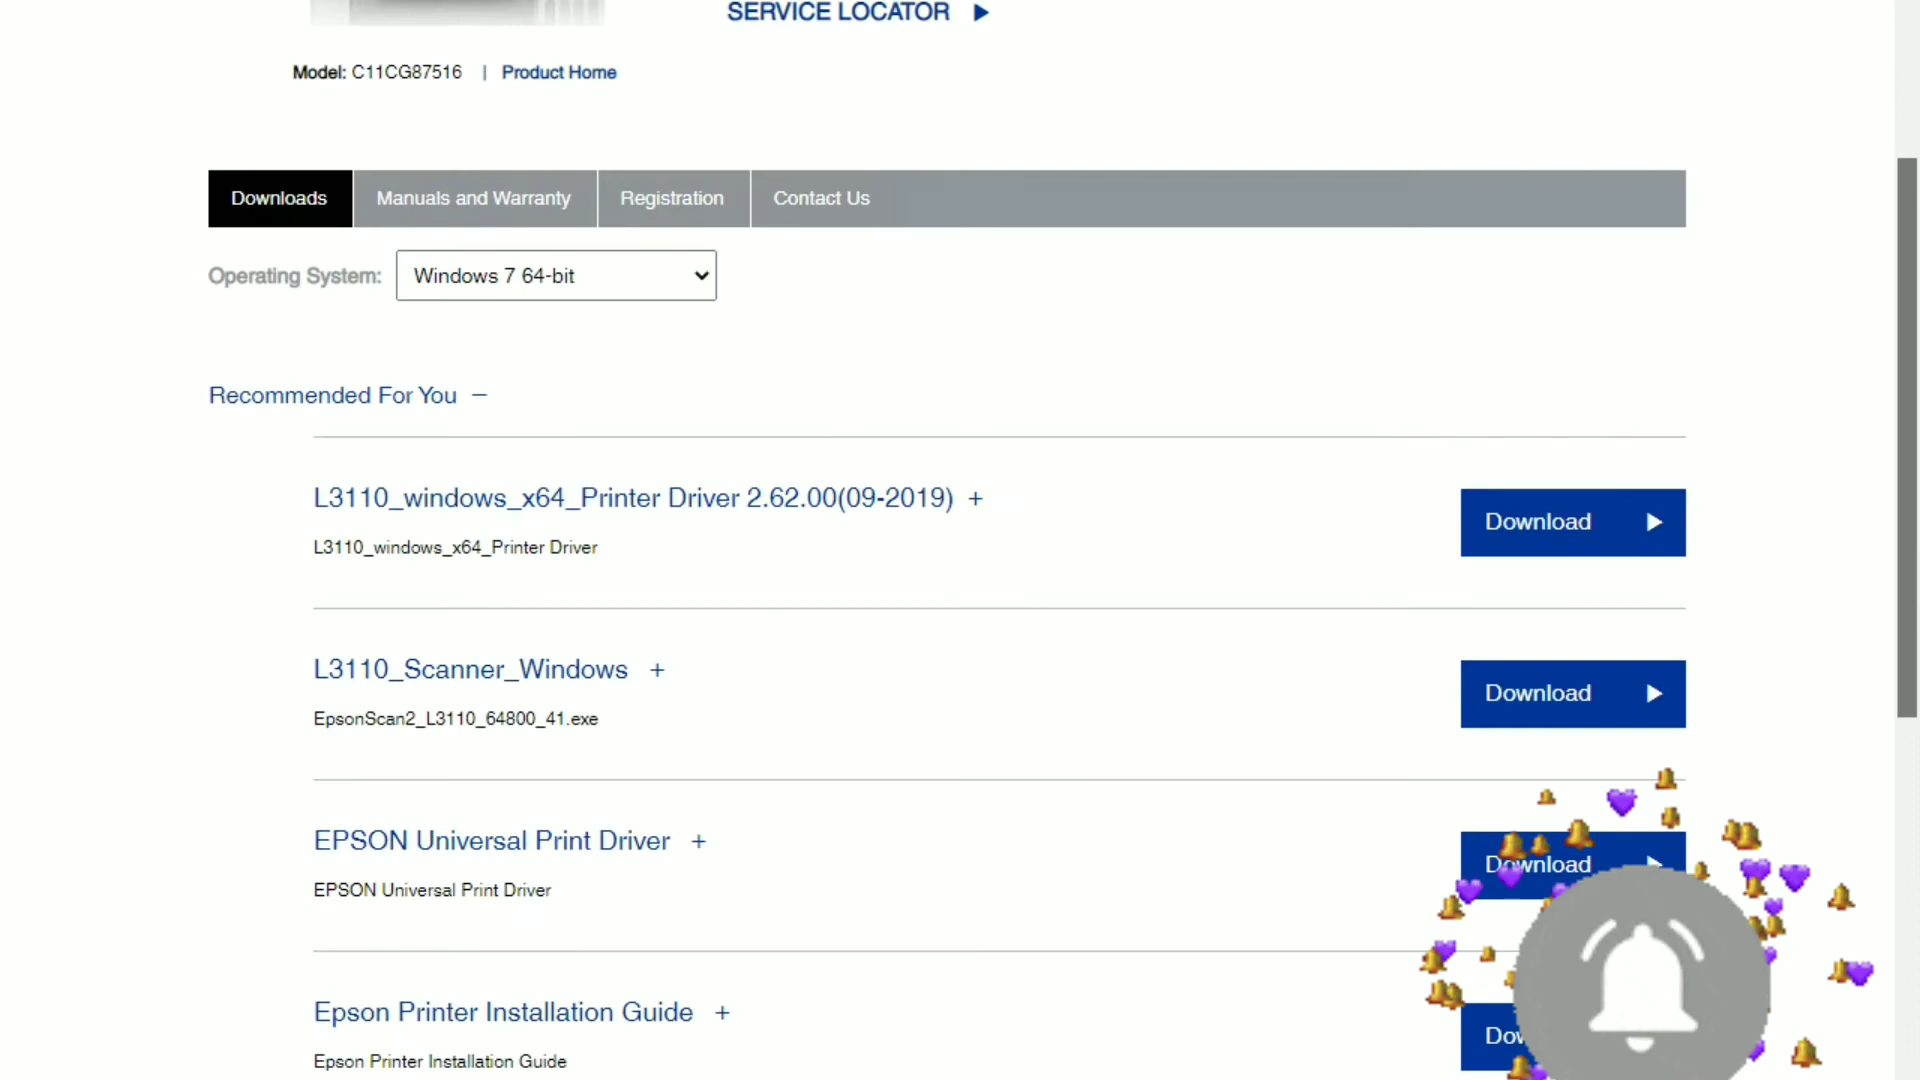 SERVICE LOCATOR
Model: C11CG87516 | Product Home
Downloads Manuals and Warranty Registration Contact Us
Operating System: Windows 7 64-bit
Recommended For You
L3110_windows_x64_Printer Driver 2.62.00(09-2019) +
Download
L3110_windows_x64_Printer Driver
L3110_Scanner_Windows +
Download
EpsonScan2_L3110_64800_41.exe
EPSON Universal Print Driver +
Download
EPSON Universal Print Driver
Epson Printer Installation Guide +
Epson Printer Installation Guide